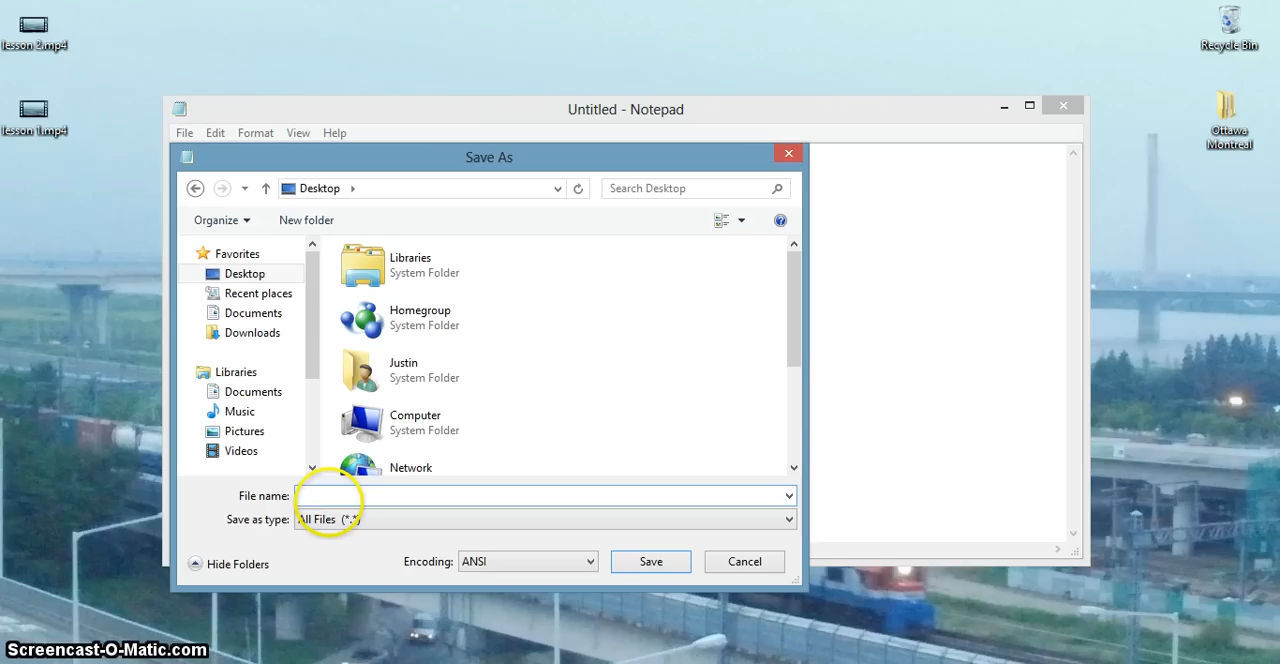 lesson 2.mp4
lesson 1.mp4
Recycle Bin
Ottawa
Montreal
Untitled - Notepad
File Edit Format View Help
Save As
Desktop
Search Desktop
Organize
New folder
Favorites
Desktop
Recent places
Documents
Downloads
Libraries
Documents
Music
Pictures
Videos
Libraries
System Folder
Homegroup
System Folder
Justin
System Folder
Computer
System Folder
Network
File name:
Save as type: All Files (*.*)
Hide Folders
Encoding: ANSI
Save
Cancel
Screencast-O-Matic.com